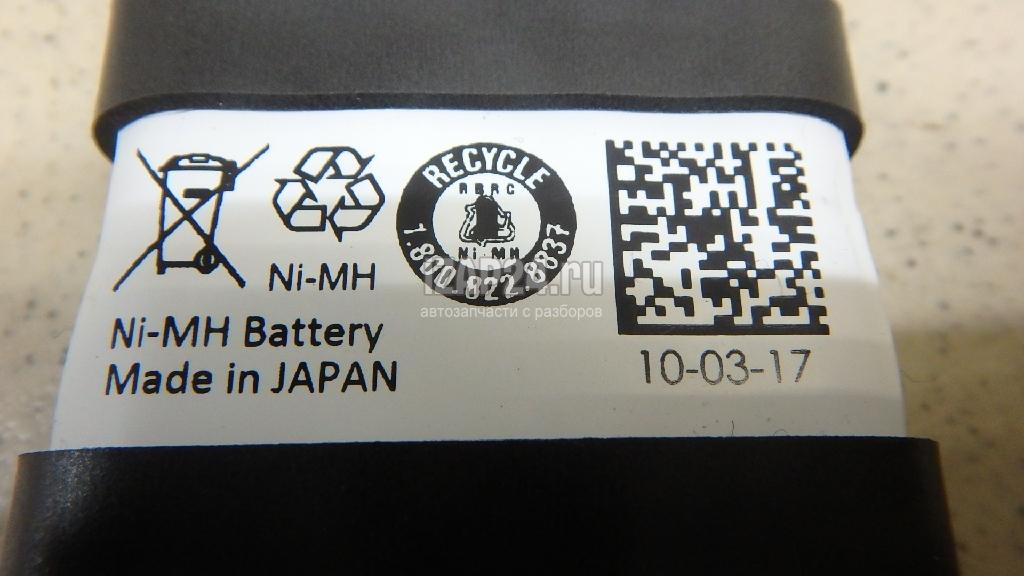 RECYCLE
RBRC
Ni MH
1.800 822 8837
Ni-MH
Ni-MH Battery
Made in JAPAN
10-03-17
автозапчасти с разборов